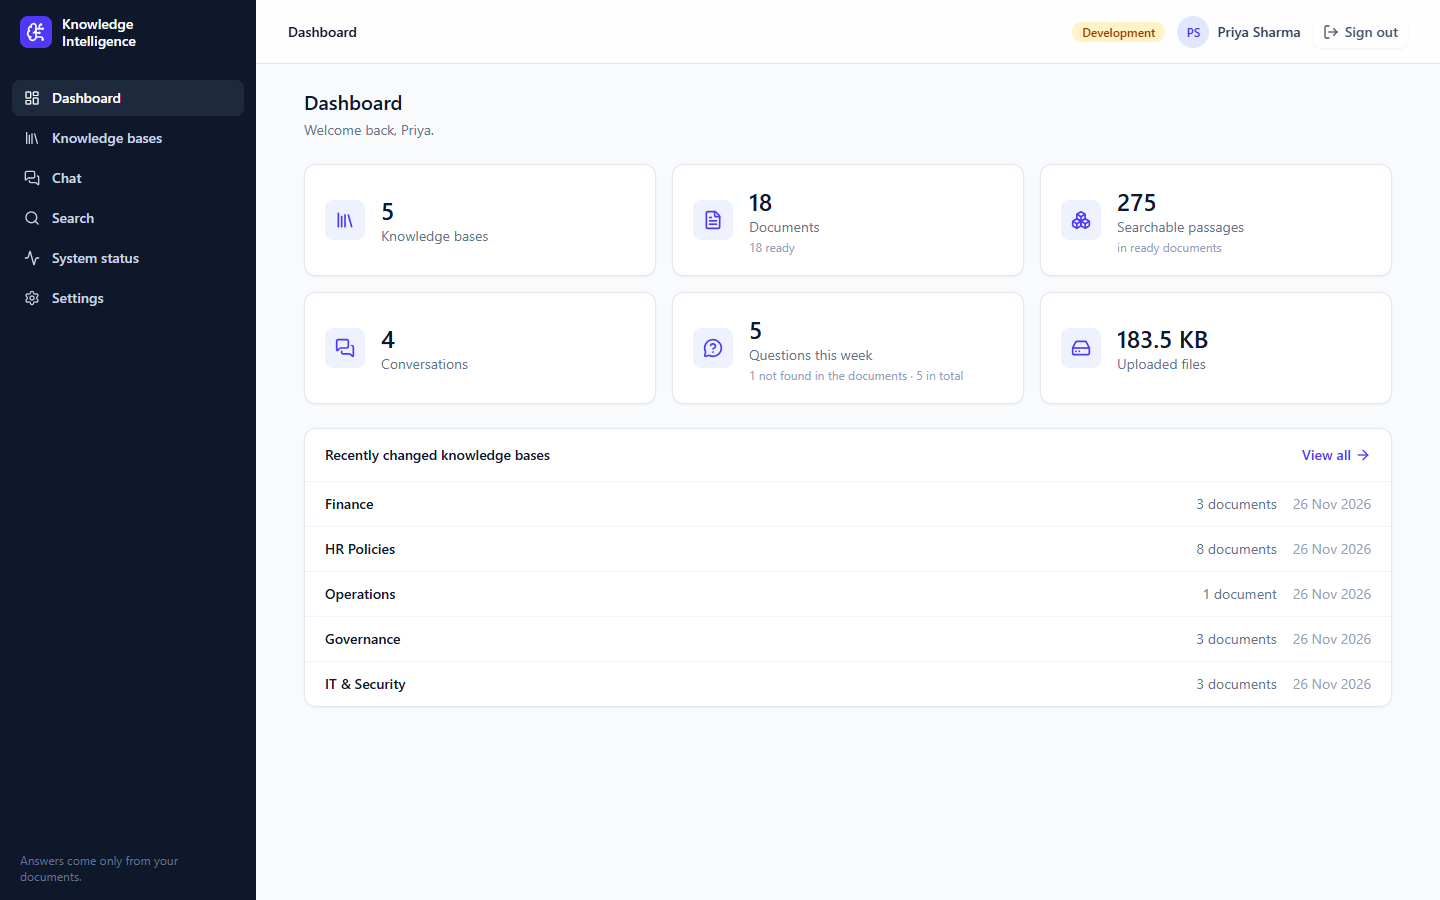 Knowledge
Intelligence
Dashboard
Knowledge bases
Chat
Search
System status
Settings
Answers come only from your
documents.
Dashboard
Development
PS
Priya Sharma
Sign out
Dashboard
Welcome back, Priya.
5
Knowledge bases
18
Documents
18 ready
275
Searchable passages
in ready documents
4
Conversations
5
Questions this week
1 not found in the documents · 5 in total
183.5 KB
Uploaded files
Recently changed knowledge bases
View all
Finance 3 documents 26 Nov 2026
HR Policies 8 documents 26 Nov 2026
Operations 1 document 26 Nov 2026
Governance 3 documents 26 Nov 2026
IT & Security 3 documents 26 Nov 2026